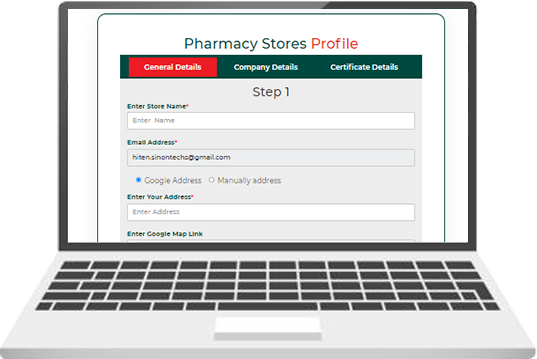 Pharmacy Stores Profile
General Details Company Details Certificate Details
Step 1
Enter Store Name*
Enter Name
Email Address*
hiten.sinontechs@gmail.com
Google Address Manually address
Enter Your Address*
Enter Address
Enter Google Map Link